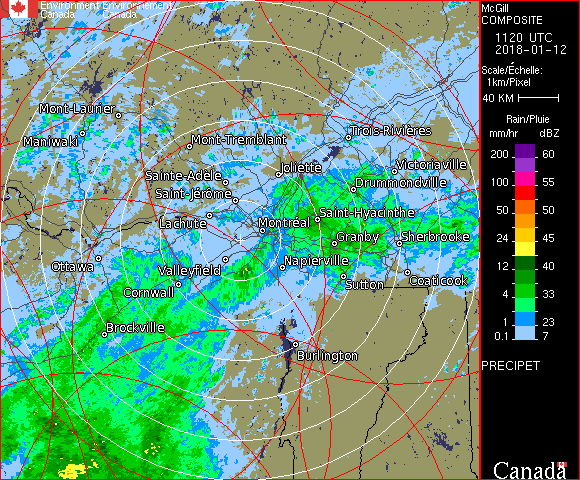 Environment Environnement
Canada Canada
McGill
COMPOSITE
1120 UTC
2018-01-12
Scale/Échelle:
1km/Pixel
40 KM
Rain/Pluie
mm/hr dBZ
200 60
100 55
50 50
24 45
12 40
4 33
1 23
0.1 7
PRECIPET
Canada
Mont-Laurier
Maniwaki
Mont-Tremblant
Trois-Rivières
Joliette
Victoriaville
Sainte-Adèle
Drummondville
Saint-Jérôme
Saint-Hyacinthe
Lachute
Montréal
Granby
Sherbrooke
Ottawa
Valleyfield
Napierville
Cornwall
Sutton
Coaticook
Brockville
Burlington